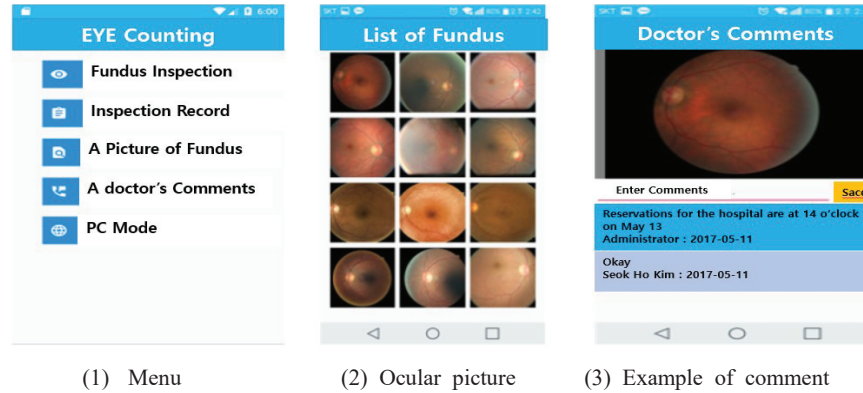 6:00
EYE Counting
Fundus Inspection
Inspection Record
A Picture of Fundus
A doctor's Comments
PC Mode
(1) Menu
SKT
List of Fundus
(2) Ocular picture
SKT
Doctor's Comments
Enter Comments
Reservations for the hospital are at 14 o'clock
on May 13
Administrator : 2017-05-11
Okay
Seok Ho Kim : 2017-05-11
(3) Example of comment